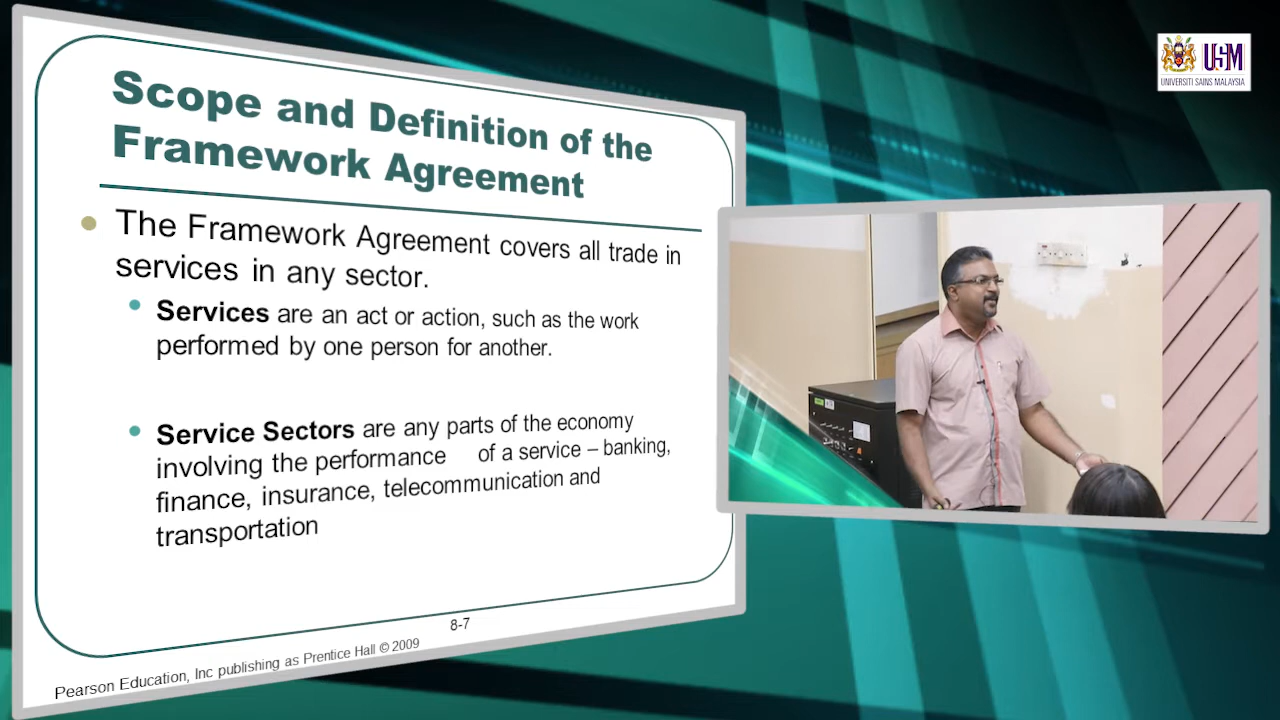 Scope and Definition of the
Framework Agreement
The Framework Agreement covers all trade in
services in any sector.
Services are an act or action, such as the work
performed by one person for another.
Service Sectors are any parts of the economy
involving the performance of a service – banking,
finance, insurance, telecommunication and
transportation
8-7
Pearson Education, Inc publishing as Prentice Hall © 2009
USM
UNIVERSITI SAINS MALAYSIA